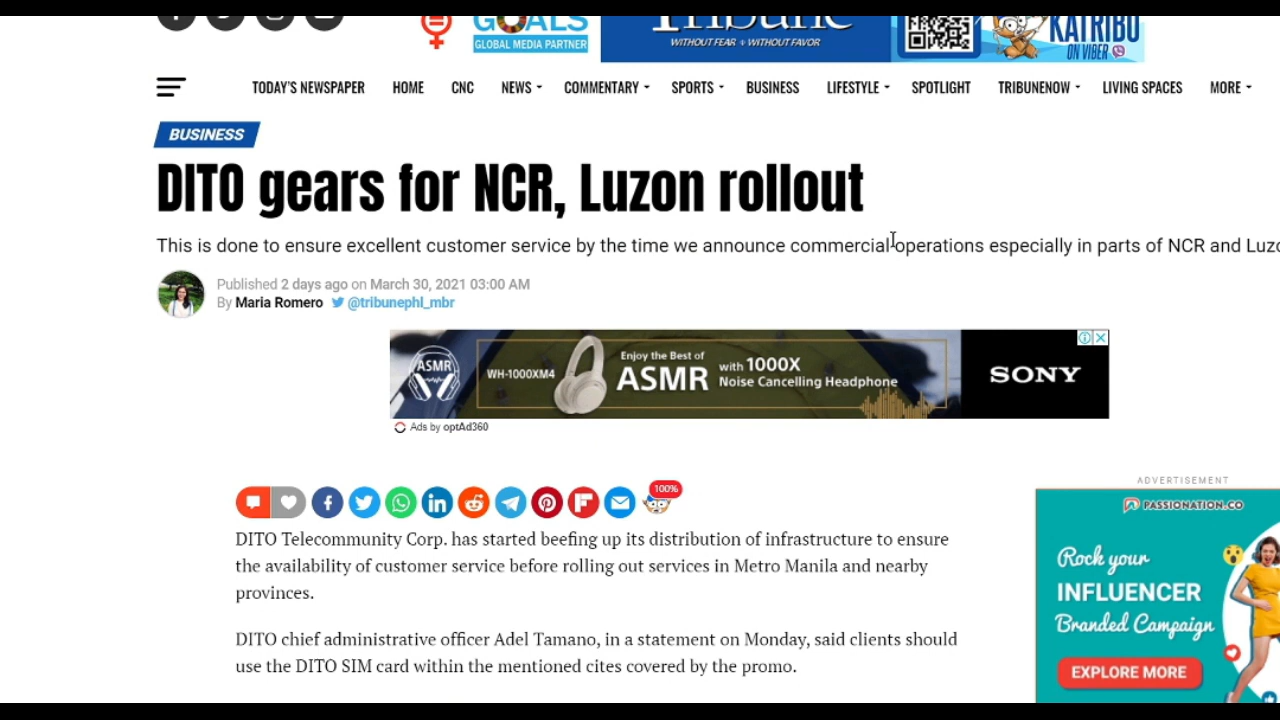 GOALS
GLOBAL MEDIA PARTNER
Tribune
WITHOUT FEAR + WITHOUT FAVOR
KATRIBU
ON VIBER
TODAY'S NEWSPAPER HOME CNC NEWS COMMENTARY SPORTS BUSINESS LIFESTYLE SPOTLIGHT TRIBUNENOW LIVING SPACES MORE
BUSINESS
DITO gears for NCR, Luzon rollout
This is done to ensure excellent customer service by the time we announce commercial operations especially in parts of NCR and Luzo
Published 2 days ago on March 30, 2021 03:00 AM
By Maria Romero @tribunephl_mbr
ASMR
WH-1000XM4
Enjoy the Best of
ASMR
with 1000X
Noise Cancelling Headphone
SONY
Ads by optAd360
ADVERTISEMENT
100%
PASSIONATION.CO
Rock your
INFLUENCER
Branded Campaign
EXPLORE MORE
DITO Telecommunity Corp. has started beefing up its distribution of infrastructure to ensure
the availability of customer service before rolling out services in Metro Manila and nearby
provinces.
DITO chief administrative officer Adel Tamano, in a statement on Monday, said clients should
use the DITO SIM card within the mentioned cites covered by the promo.